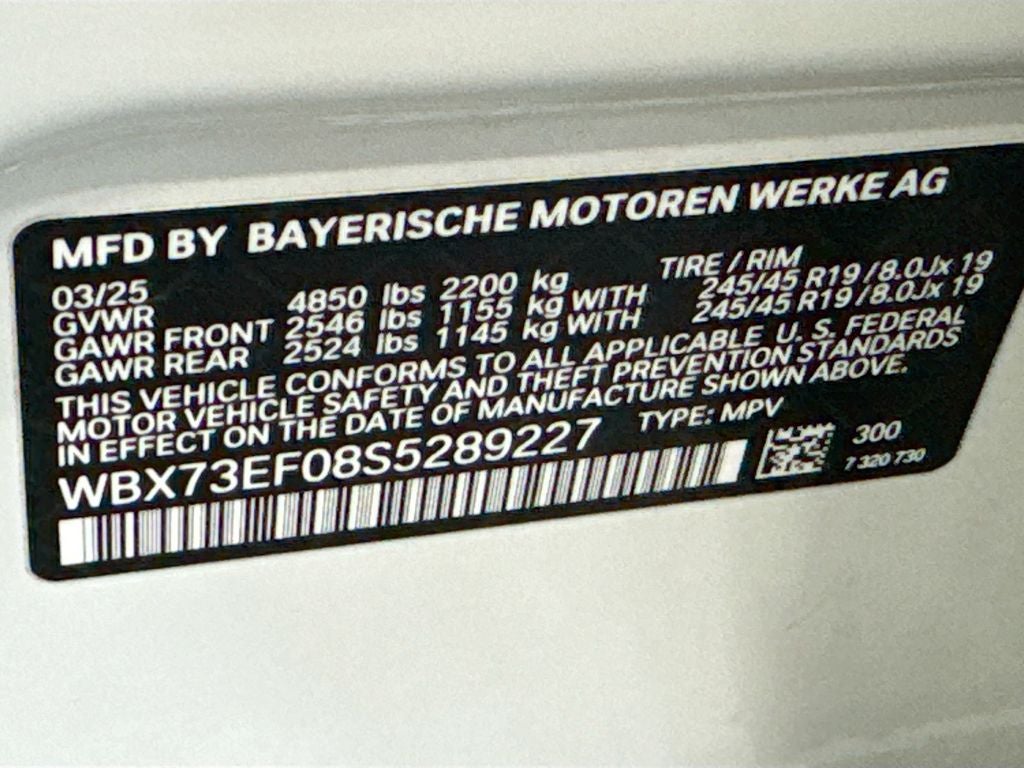 MFD BY BAYERISCHE MOTOREN WERKE AG
03/25 TIRE / RIM
GVWR 4850 lbs 2200 kg
GAWR FRONT 2546 lbs 1155 kg WITH 245/45 R19 / 8.0Jx 19
GAWR REAR 2524 lbs 1145 kg WITH 245/45 R19 / 8.0Jx 19
THIS VEHICLE CONFORMS TO ALL APPLICABLE U. S. FEDERAL
MOTOR VEHICLE SAFETY AND THEFT PREVENTION STANDARDS
IN EFFECT ON THE DATE OF MANUFACTURE SHOWN ABOVE.
WBX73EF08S5289227 TYPE: MPV
300
7 320 730